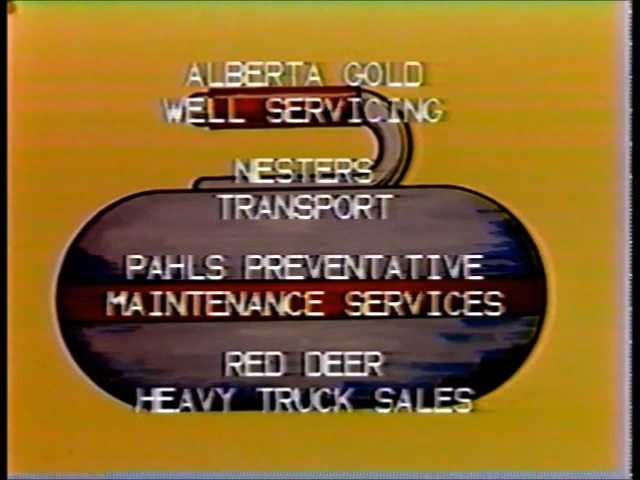 ALBERTA GOLD
WELL SERVICING
NESTERS
TRANSPORT
PAHLS PREVENTATIVE
MAINTENANCE SERVICES
RED DEER
HEAVY TRUCK SALES